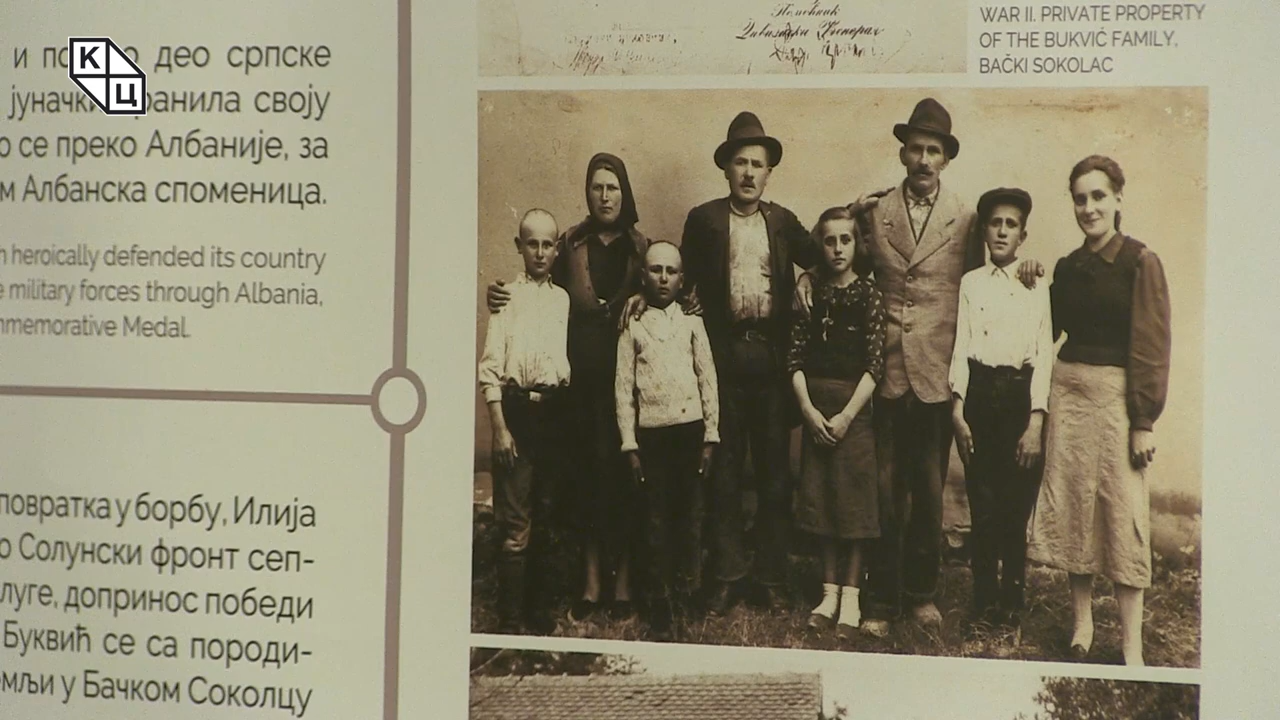 К
Ц
и по део српске
јуначки бранила своју
о се преко Албаније, за
м Албанска споменица.
h heroically defended its country
e military forces through Albania,
mmemorative Medal.
повратка у борбу, Илија
о Солунски фронт сеп-
луге, допринос победи
Буквић се са породи-
мљи у Бачком Соколцу
WAR II. PRIVATE PROPERTY
OF THE BUKVIĆ FAMILY,
BAČKI SOKOLAC